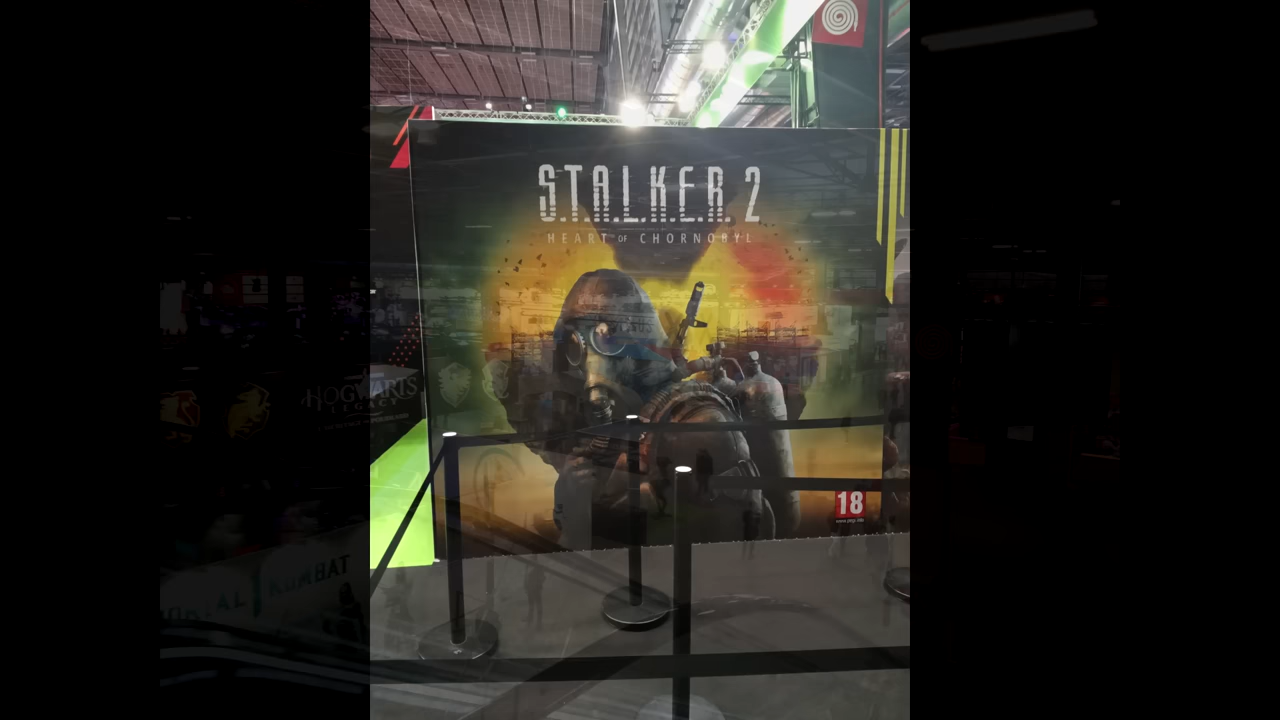 S.T.A.L.K.E.R. 2
HEART OF CHORNOBYL
HOGWARTS
LEGACY
18
MORTAL KOMBAT